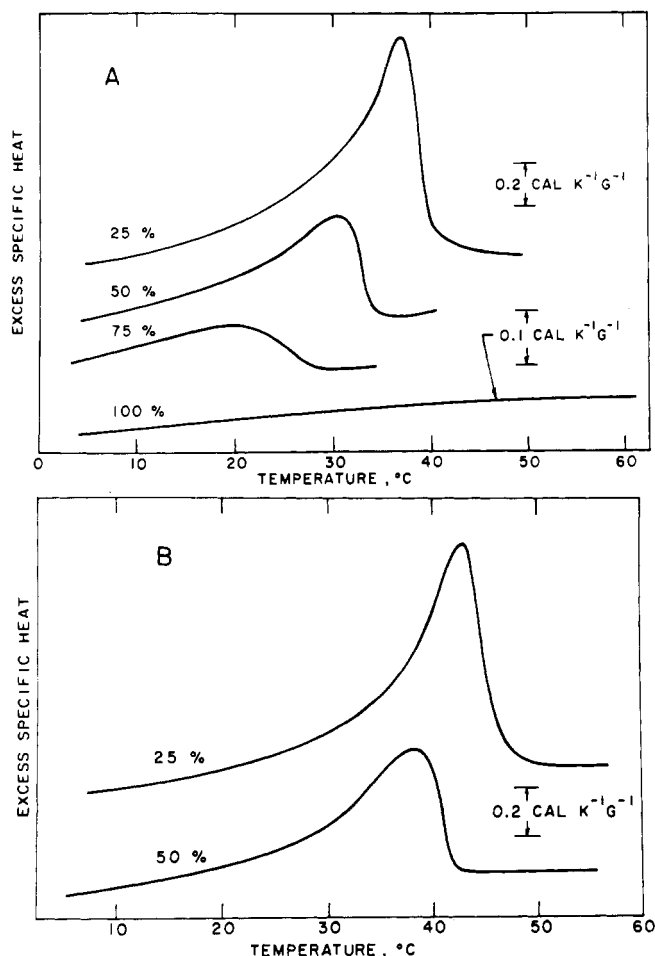 A
EXCESS SPECIFIC HEAT
0.2 CAL K⁻¹G⁻¹
25 %
50 %
75 %
0.1 CAL K⁻¹G⁻¹
100 %
0 10 20 30 40 50 60
TEMPERATURE, °C
B
EXCESS SPECIFIC HEAT
25 %
0.2 CAL K⁻¹G⁻¹
50 %
10 20 30 40 50 60
TEMPERATURE, °C